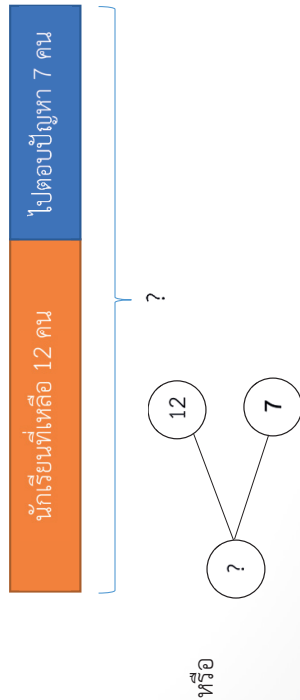 นักเรียนที่เหลือ 12 คน
ไปตอบปัญหา 7 คน
?
หรือ
?
12
7